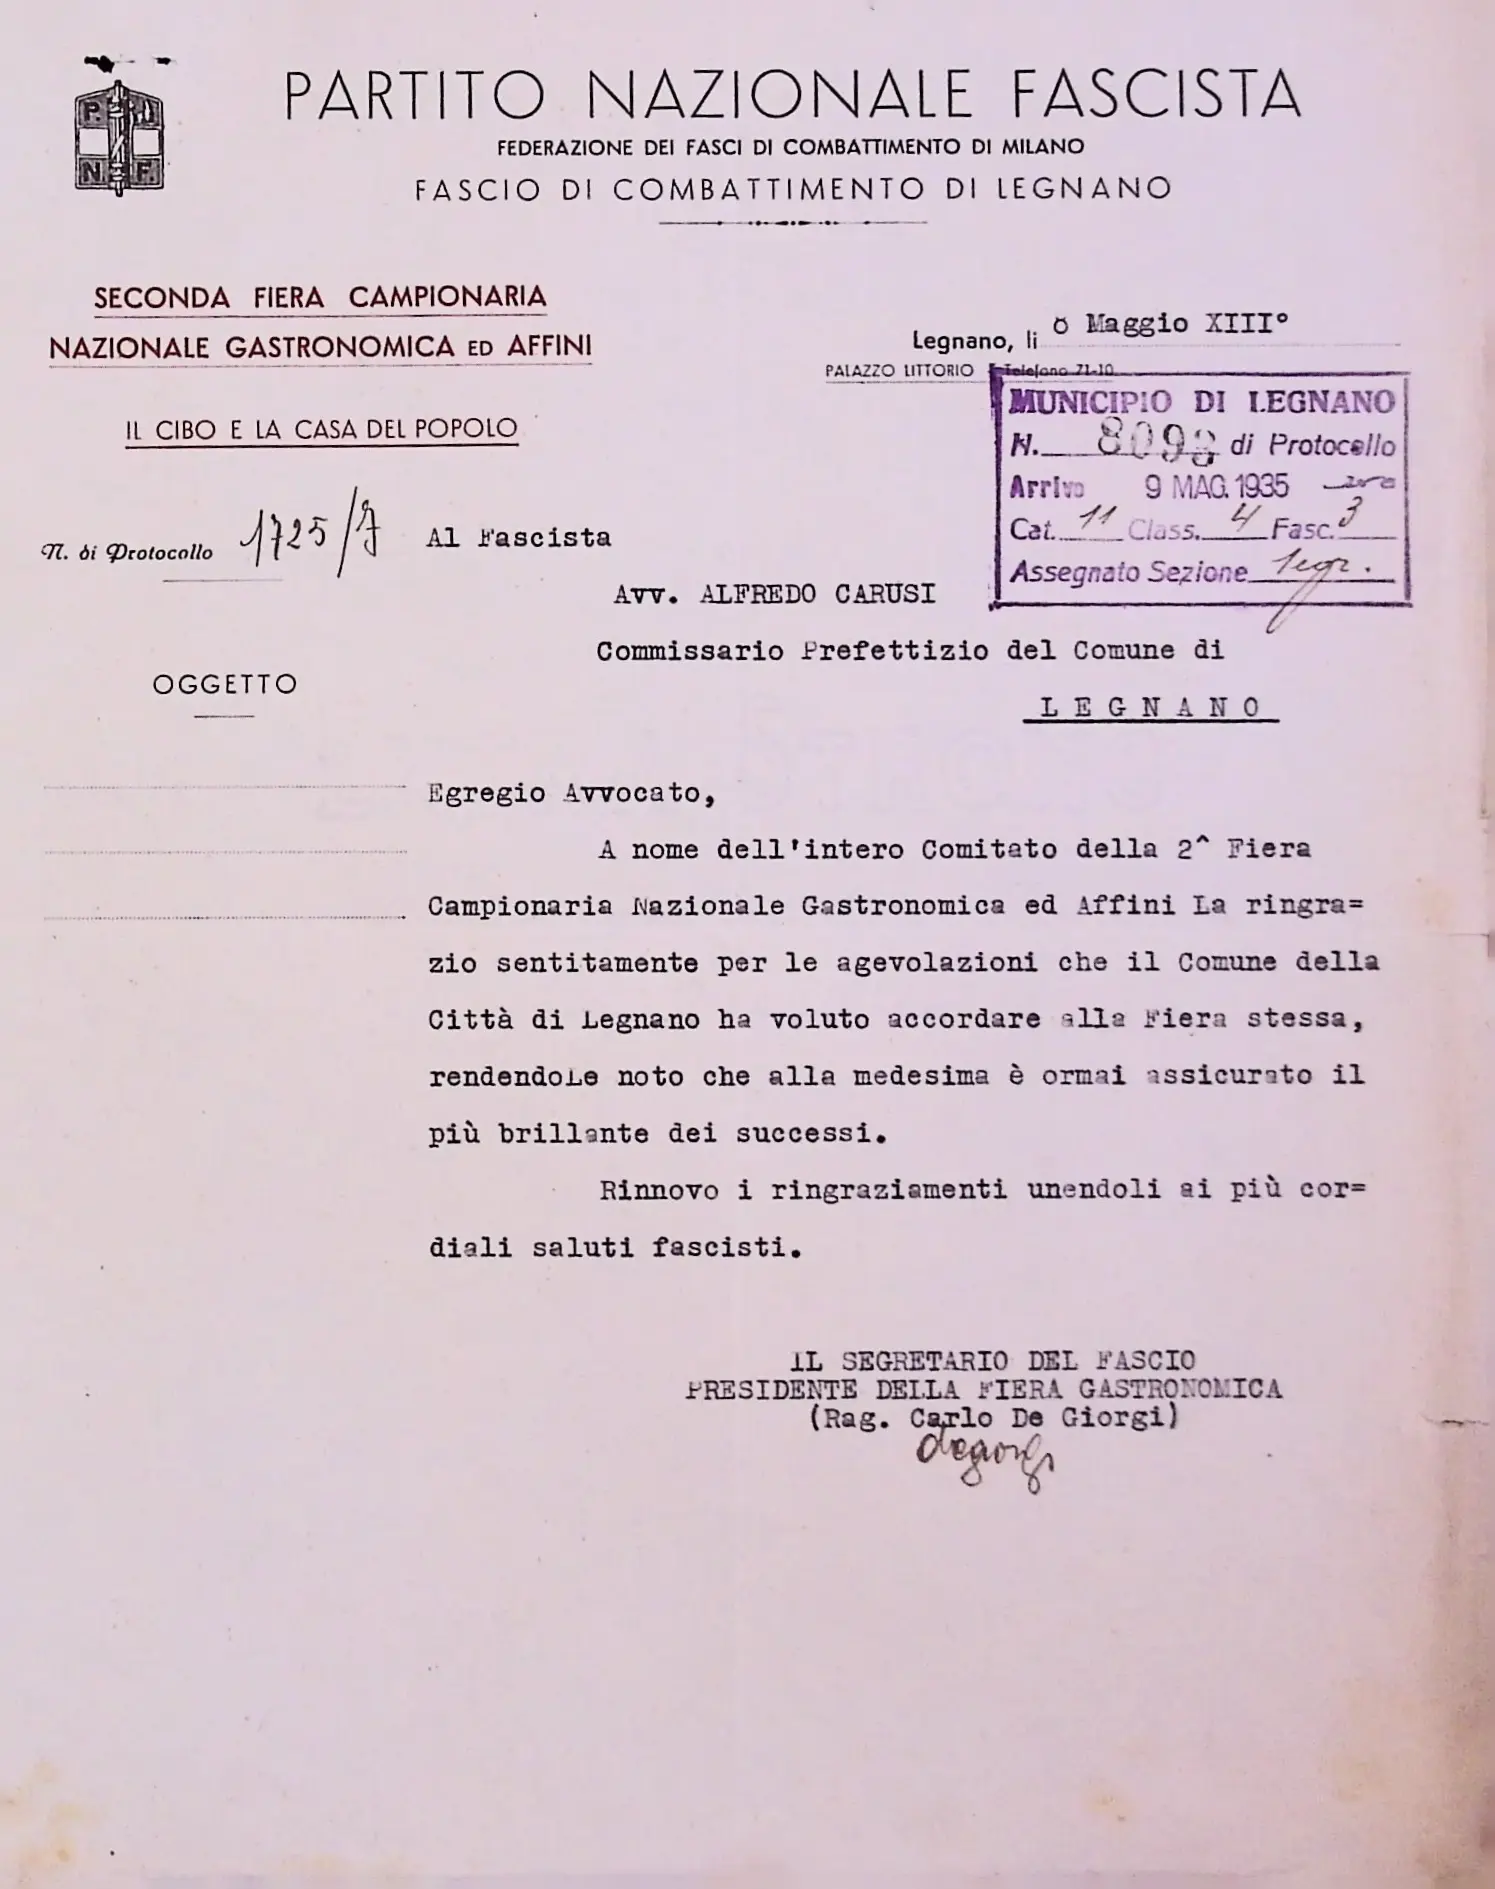 P. N. F.
PARTITO NAZIONALE FASCISTA
FEDERAZIONE DEI FASCI DI COMBATTIMENTO DI MILANO
FASCIO DI COMBATTIMENTO DI LEGNANO
SECONDA FIERA CAMPIONARIA
NAZIONALE GASTRONOMICA ED AFFINI
IL CIBO E LA CASA DEL POPOLO
Legnano, li Maggio XIII°
PALAZZO LITTORIO - Telefono 71-10
MUNICIPIO DI LEGNANO
N. 8093 di Protocollo
Arrivo 9 MAG. 1935
Cat. 11 Class. 4 Fasc. 3
Assegnato Sezione
N. di Protocollo 1725/
Al Fascista
Avv. ALFREDO CARUSI
Commissario Prefettizio del Comune di
LEGNANO
OGGETTO
Egregio Avvocato,
A nome dell'intero Comitato della 2^ Fiera
Campionaria Nazionale Gastronomica ed Affini La ringra=
zio sentitamente per le agevolazioni che il Comune della
Città di Legnano ha voluto accordare alla Fiera stessa,
rendendoLe noto che alla medesima è ormai assicurato il
più brillante dei successi.
Rinnovo i ringraziamenti unendoli ai più cor=
diali saluti fascisti.
IL SEGRETARIO DEL FASCIO
PRESIDENTE DELLA FIERA GASTRONOMICA
(Rag. Carlo De Giorgi)
Degiorgi